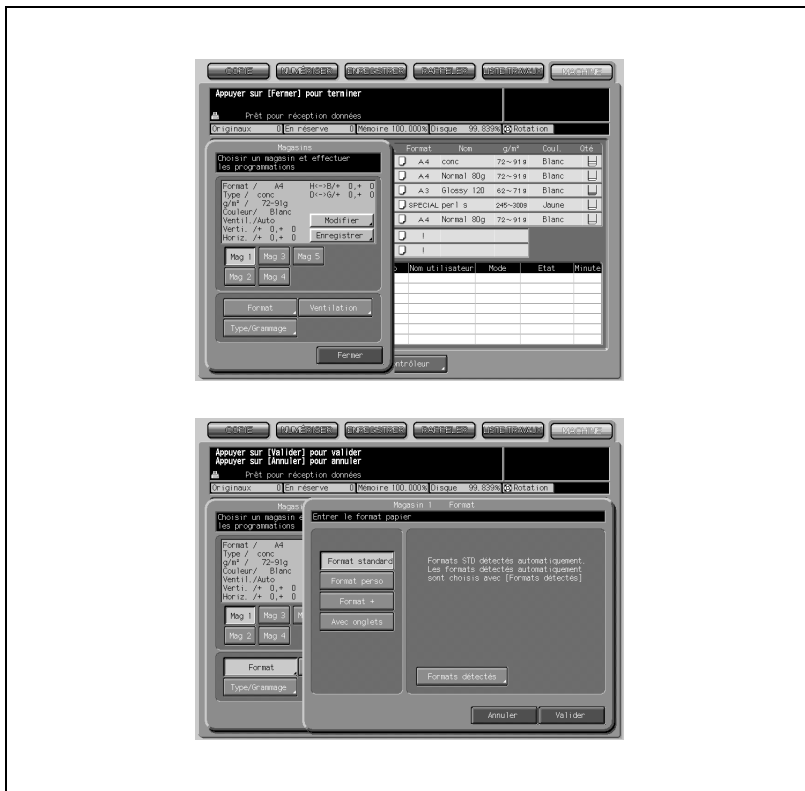 COPIE NUMÉRISER ENREGISTRER RAPPELER LISTE TRAVAUX MACHINE
Appuyer sur [Fermer] pour terminer
Prêt pour réception données
Originaux 0 En réserve 0 Mémoire 100.000% Disque 99.839% Rotation
Magasins
Choisir un magasin et effectuer
les programmations
Format / A4 H<->B/+ 0,+ 0
Type / conc D<->G/+ 0,+ 0
g/m² / 72-91g
Couleur/ Blanc
Ventil./Auto
Verti. /+ 0,+ 0
Horiz. /+ 0,+ 0
Modifier
Enregistrer
Mag 1 Mag 3 Mag 5
Mag 2 Mag 4
Format Ventilation
Type/Grammage
Fermer
Format Nom g/m² Coul. Qté
A4 conc 72~91g Blanc
A4 Normal 80g 72~91g Blanc
A3 Glossy 120 62~71g Blanc
SPECIAL perl s 245~300g Jaune
A4 Normal 80g 72~91g Blanc
Nom utilisateur Mode Etat Minute
ntrôleur
COPIE NUMÉRISER ENREGISTRER RAPPELER LISTE TRAVAUX MACHINE
Appuyer sur [Valider] pour valider
Appuyer sur [Annuler] pour annuler
Prêt pour réception données
Originaux 0 En réserve 0 Mémoire 100.000% Disque 99.839% Rotation
Magasi
Choisir un magasin e
les programmations
Format / A4
Type / conc
g/m² / 72-91g
Couleur/ Blanc
Ventil./Auto
Verti. /+ 0,+ 0
Horiz. /+ 0,+ 0
Mag 1 Mag 3 M
Mag 2 Mag 4
Format
Type/Grammage
Magasin 1 Format
Entrer le format papier
Format standard
Format perso
Format +
Avec onglets
Formats STD détectés automatiquement.
Les formats détectés automatiquement
sont choisis avec [Formats détectés]
Formats détectés
Annuler Valider